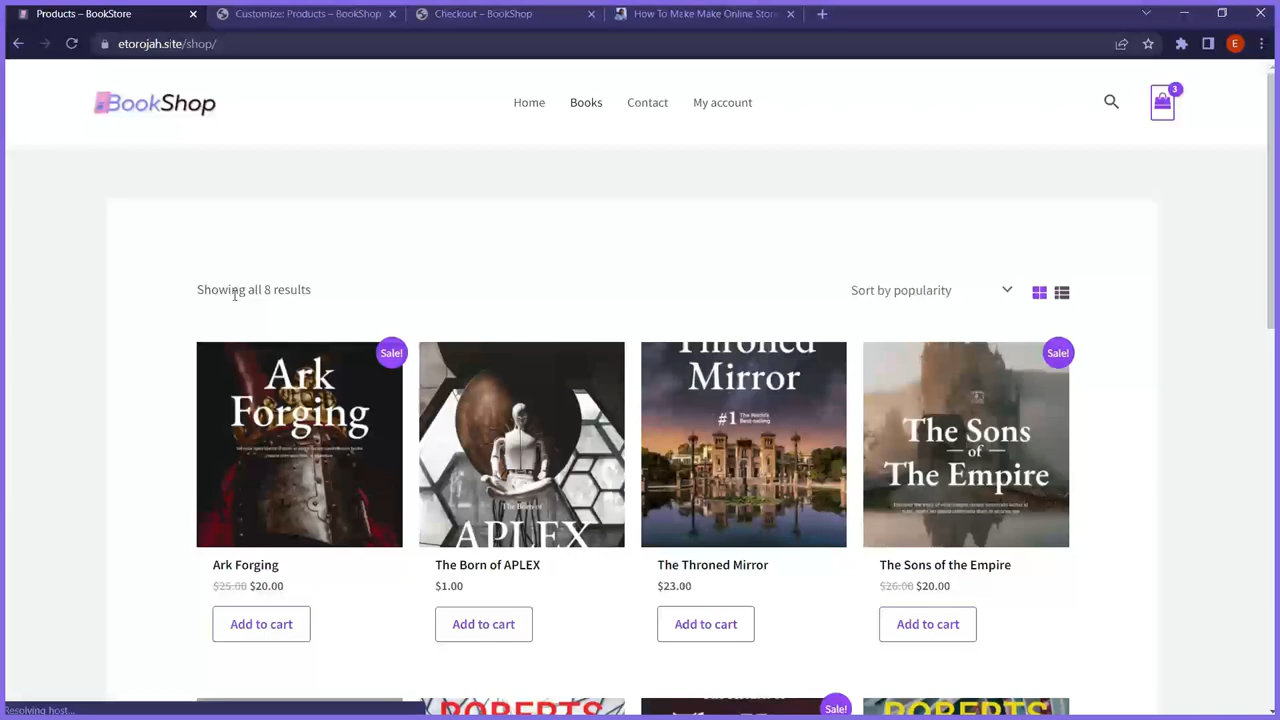 Products – BookStore
Customize: Products – BookShop
Checkout – BookShop
How To Make Make Online Stor
etorojah.site/shop/
E
BookShop
Home
Books
Contact
My account
3
Showing all 8 results
Sort by popularity
Sale!
Sale!
Ark
Forging
The Born of
APLEX
Throned
Mirror
#1 The World's
Best-selling
The Sons
of
The Empire
Ark Forging
The Born of APLEX
The Throned Mirror
The Sons of the Empire
$25.00 $20.00
$1.00
$23.00
$26.00 $20.00
Add to cart
Add to cart
Add to cart
Add to cart
ROBERTS
Sale!
ROBERTS
Resolving host...